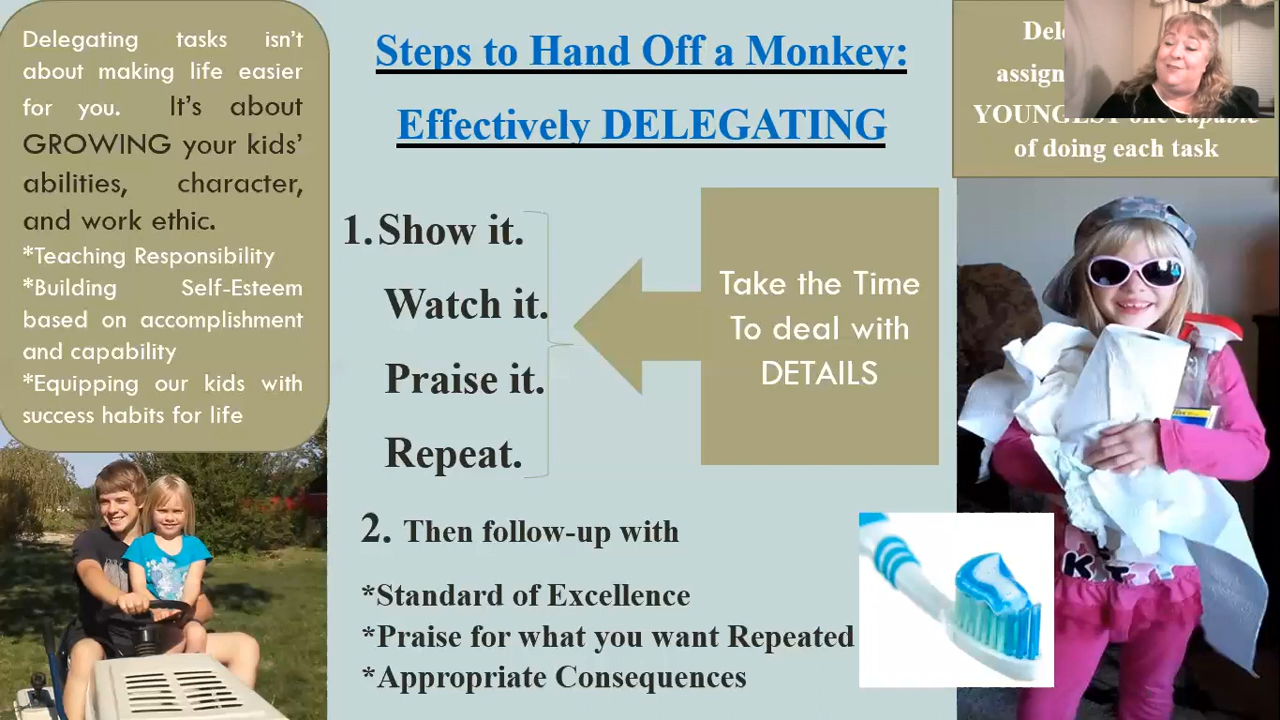 Delegating tasks isn't
about making life easier
for you. It's about
GROWING your kids'
abilities, character,
and work ethic.
*Teaching Responsibility
*Building Self-Esteem
based on accomplishment
and capability
*Equipping our kids with
success habits for life
Steps to Hand Off a Monkey:
Effectively DELEGATING
1. Show it.
Watch it.
Praise it.
Repeat.
Take the Time
To deal with
DETAILS
2. Then follow-up with
*Standard of Excellence
*Praise for what you want Repeated
*Appropriate Consequences
of doing each task